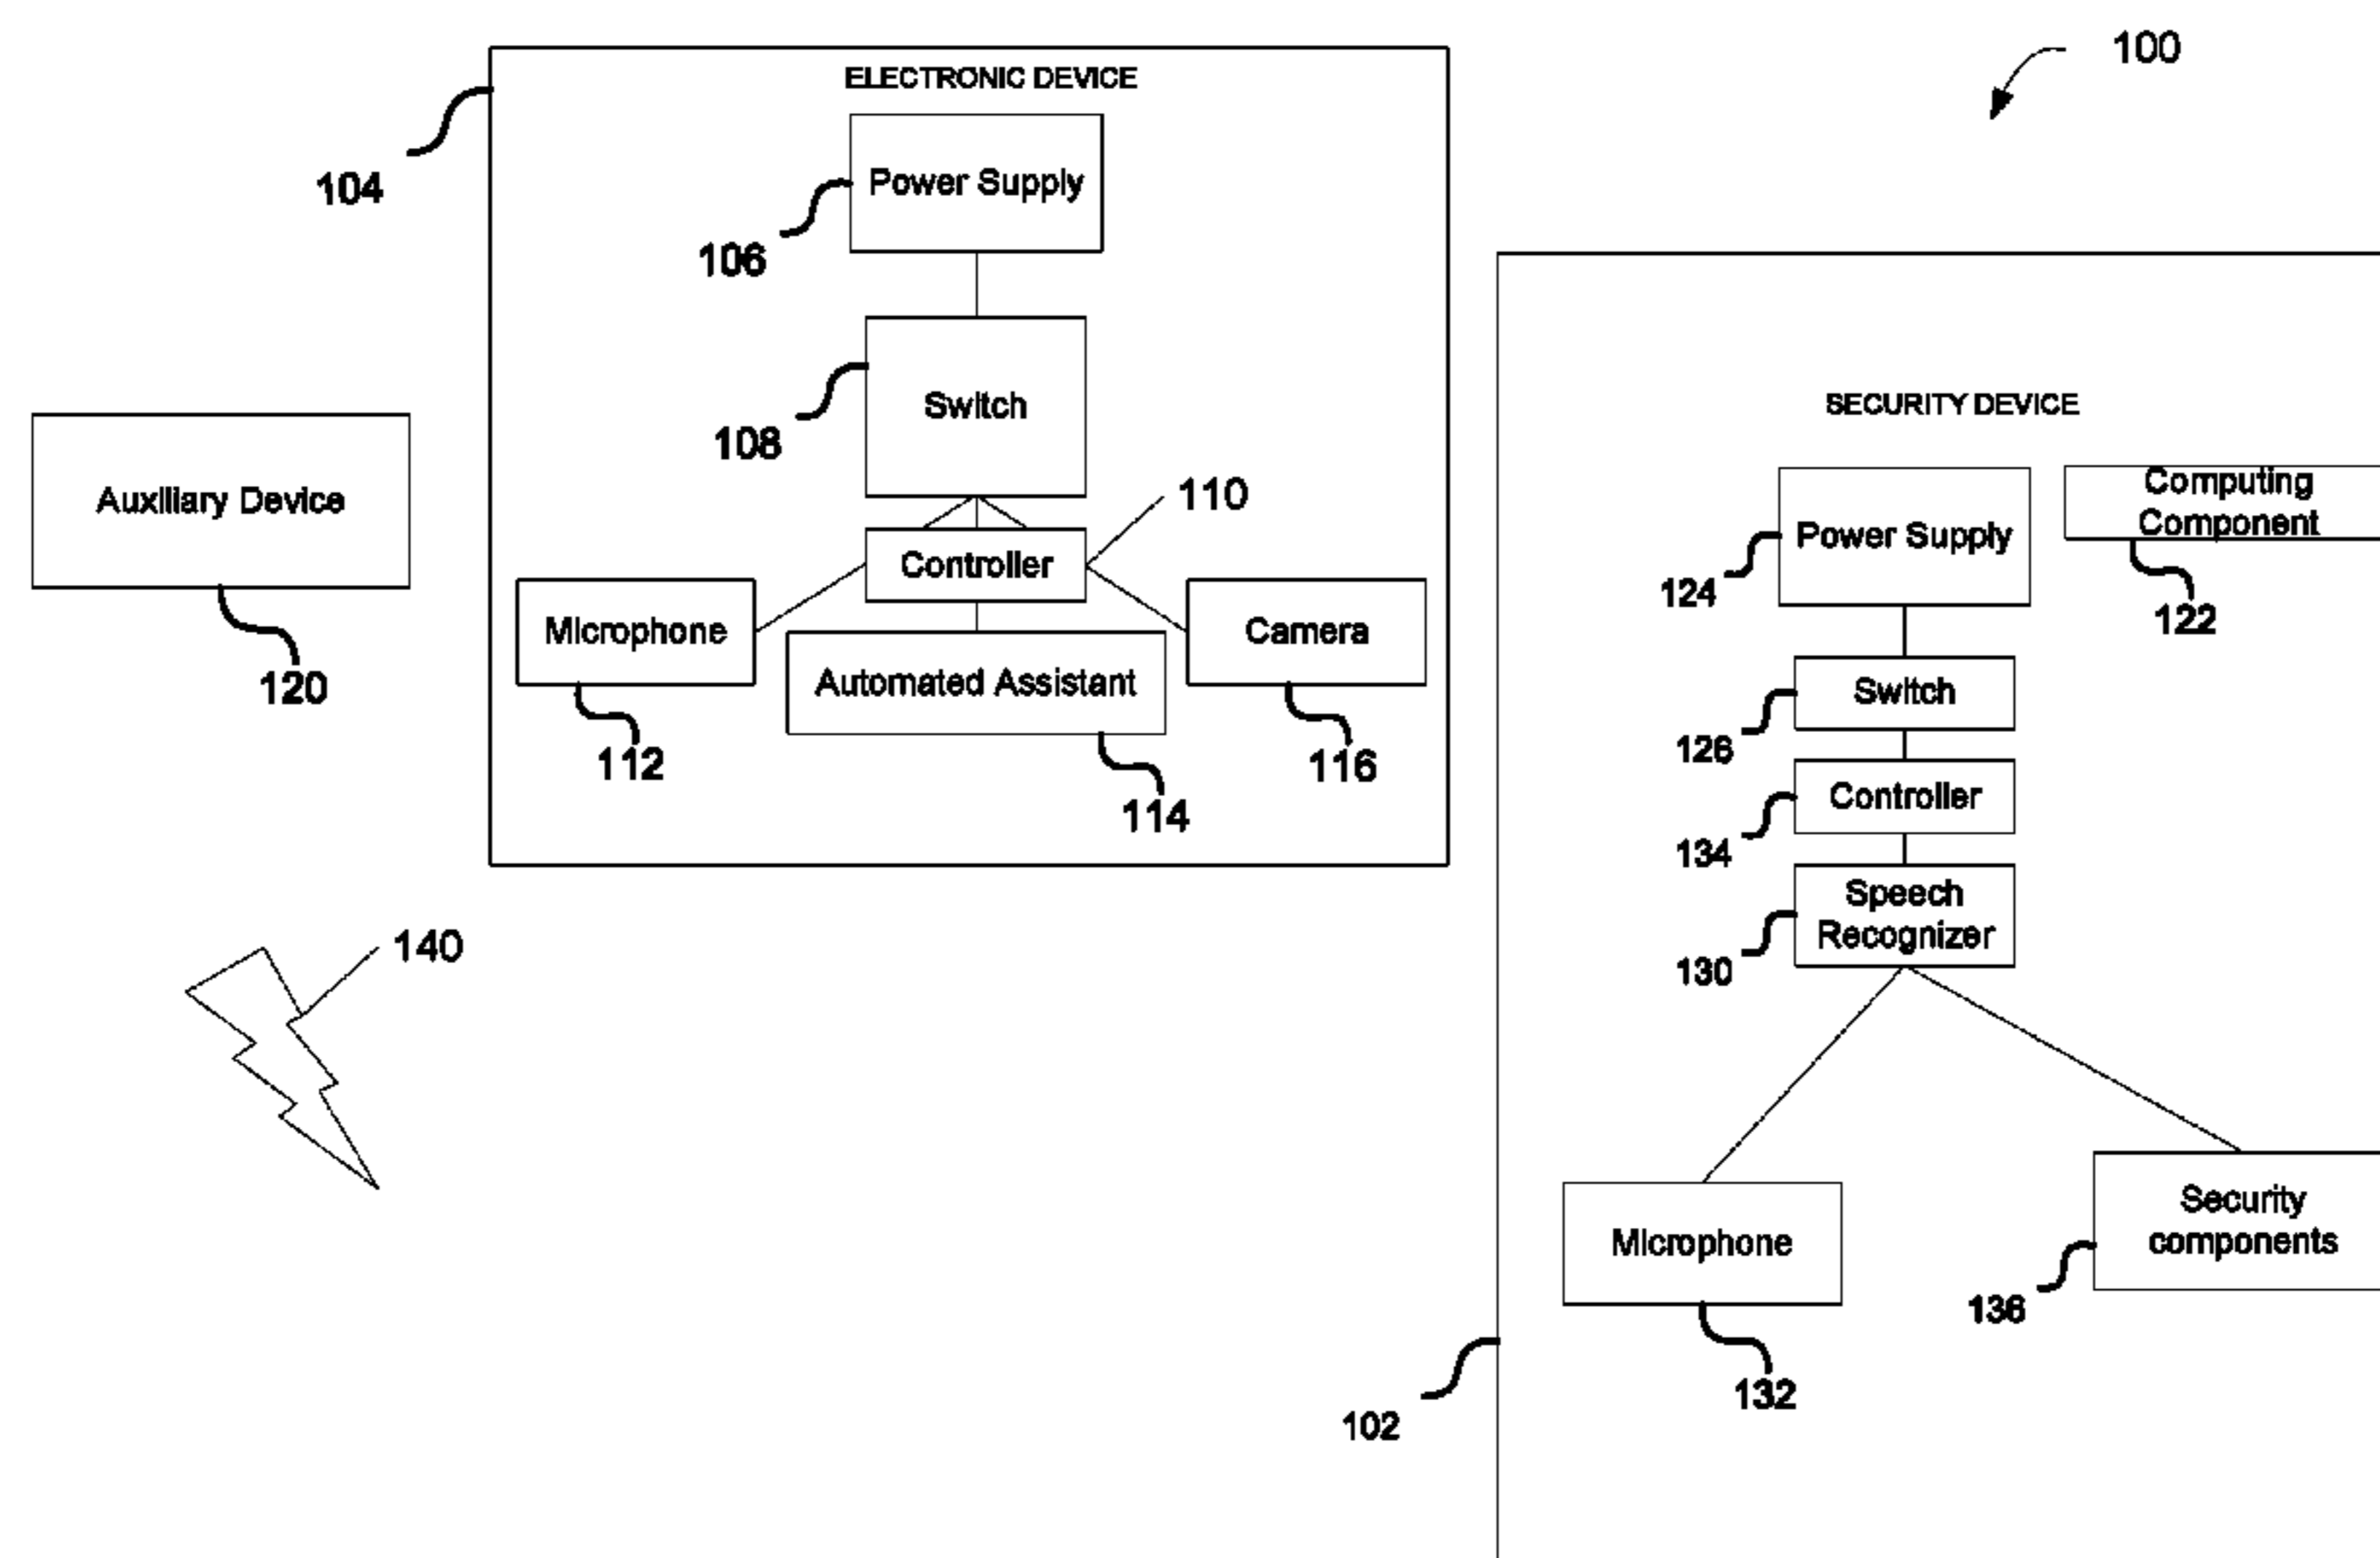 100
ELECTRONIC DEVICE
104
Power Supply
106
Switch
108
110
Controller
Microphone
Camera
Automated Assistant
112
116
114
Auxiliary Device
120
140
SECURITY DEVICE
Computing
Component
122
Power Supply
124
Switch
126
Controller
134
Speech
Recognizer
130
Microphone
132
Security
components
136
102